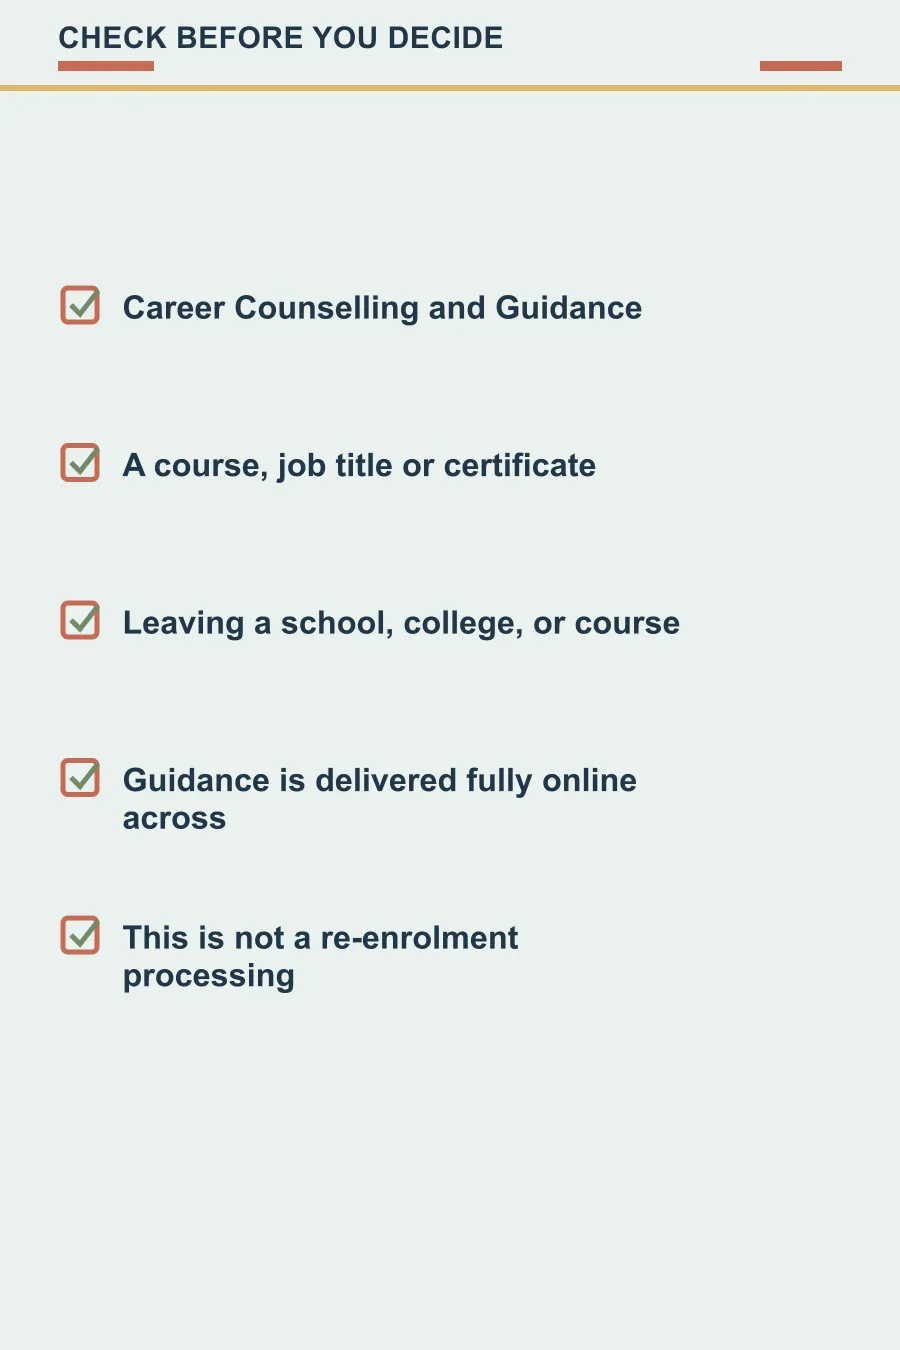 CHECK BEFORE YOU DECIDE
Career Counselling and Guidance
A course, job title or certificate
Leaving a school, college, or course
Guidance is delivered fully online
across
This is not a re-enrolment
processing